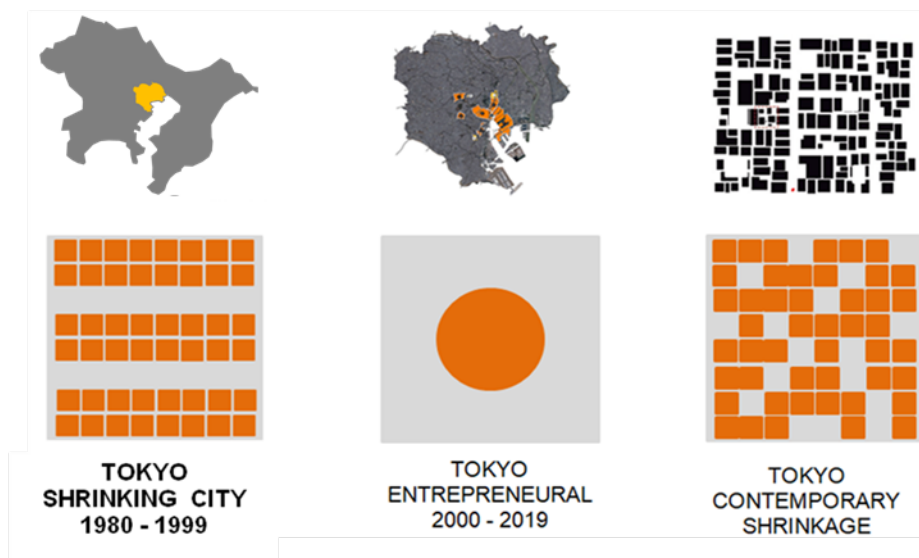 TOKYO
SHRINKING CITY
1980 - 1999
TOKYO
ENTREPRENEURAL
2000 - 2019
TOKYO
CONTEMPORARY
SHRINKAGE